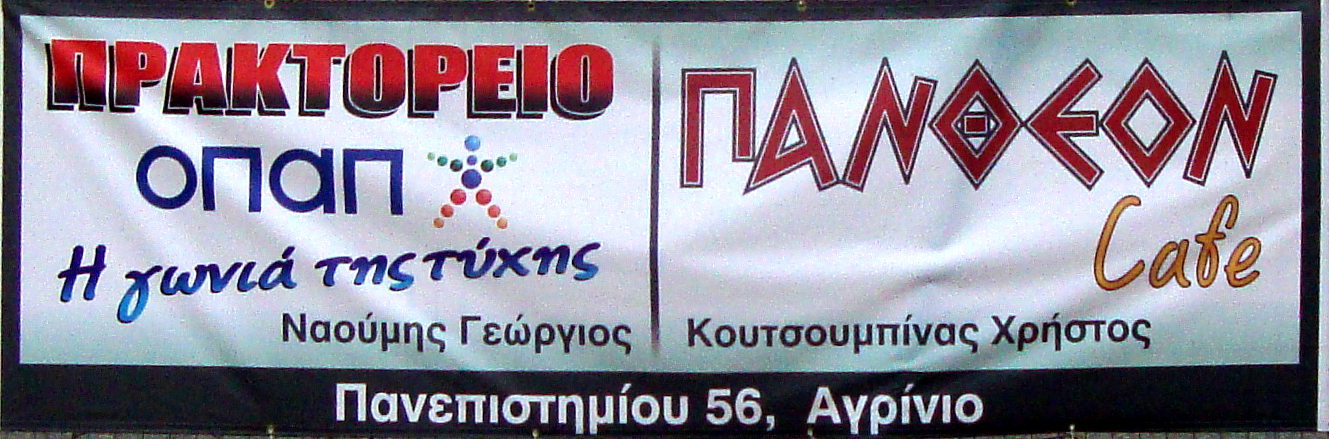 ΠΡΑΚΤΟΡΕΙΟ
οπαπ
Η γωνιά της τύχης
Ναούμης Γεώργιος
ΠΑΝΘΕΟΝ
Cafe
Κουτσουμπίνας Χρήστος
Πανεπιστημίου 56, Αγρίνιο